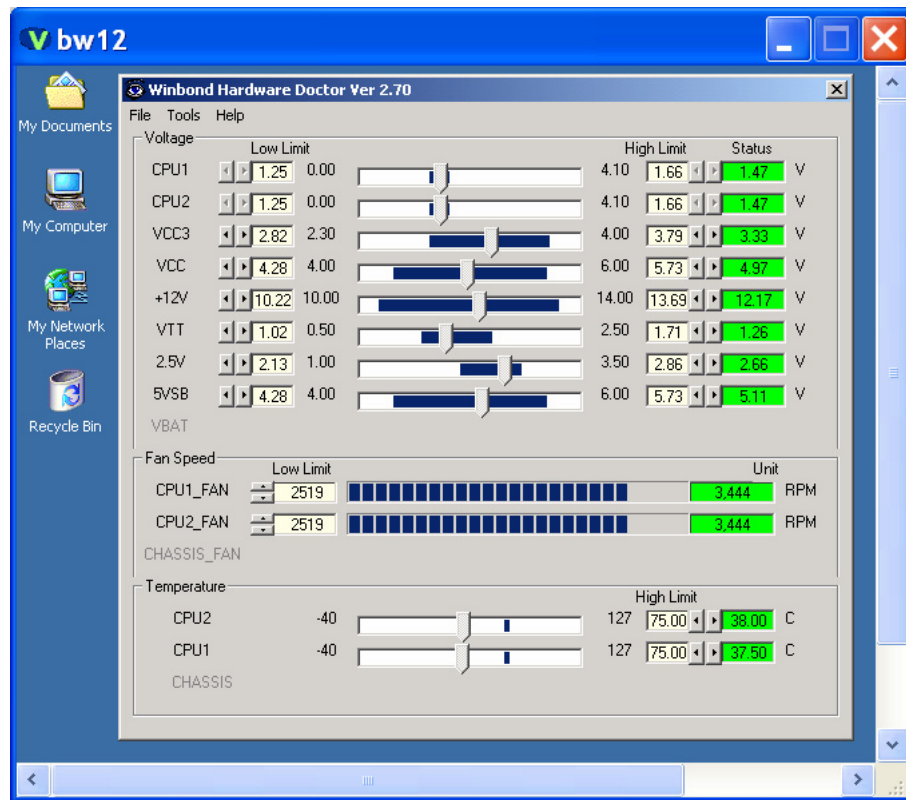 bw12
My Documents
My Computer
My Network
Places
Recycle Bin
Winbond Hardware Doctor Ver 2.70
File Tools Help
Voltage
Low Limit High Limit Status
CPU1 1.25 0.00 4.10 1.66 1.47 V
CPU2 1.25 0.00 4.10 1.66 1.47 V
VCC3 2.82 2.30 4.00 3.79 3.33 V
VCC 4.28 4.00 6.00 5.73 4.97 V
+12V 10.22 10.00 14.00 13.69 12.17 V
VTT 1.02 0.50 2.50 1.71 1.26 V
2.5V 2.13 1.00 3.50 2.86 2.66 V
5VSB 4.28 4.00 6.00 5.73 5.11 V
VBAT
Fan Speed
Low Limit Unit
CPU1_FAN 2519 3,444 RPM
CPU2_FAN 2519 3,444 RPM
CHASSIS_FAN
Temperature
High Limit
CPU2 -40 127 75.00 38.00 C
CPU1 -40 127 75.00 37.50 C
CHASSIS